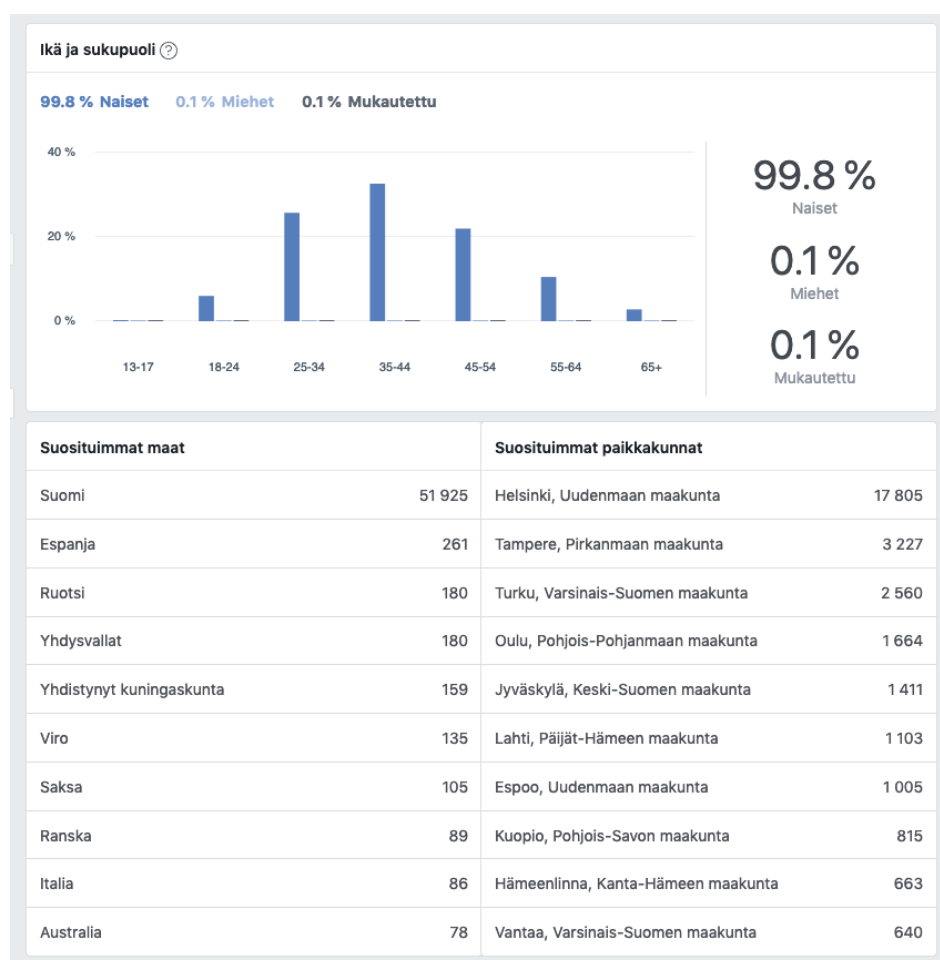 Ikä ja sukupuoli ?
99.8 % Naiset 0.1 % Miehet 0.1 % Mukautettu
40 %
20 %
0 %
13-17 18-24 25-34 35-44 45-54 55-64 65+
99.8 %
Naiset
0.1 %
Miehet
0.1 %
Mukautettu
Suosituimmat maat
Suomi 51 925
Espanja 261
Ruotsi 180
Yhdysvallat 180
Yhdistynyt kuningaskunta 159
Viro 135
Saksa 105
Ranska 89
Italia 86
Australia 78
Suosituimmat paikkakunnat
Helsinki, Uudenmaan maakunta 17 805
Tampere, Pirkanmaan maakunta 3 227
Turku, Varsinais-Suomen maakunta 2 560
Oulu, Pohjois-Pohjanmaan maakunta 1 664
Jyväskylä, Keski-Suomen maakunta 1 411
Lahti, Päijät-Hämeen maakunta 1 103
Espoo, Uudenmaan maakunta 1 005
Kuopio, Pohjois-Savon maakunta 815
Hämeenlinna, Kanta-Hämeen maakunta 663
Vantaa, Varsinais-Suomen maakunta 640